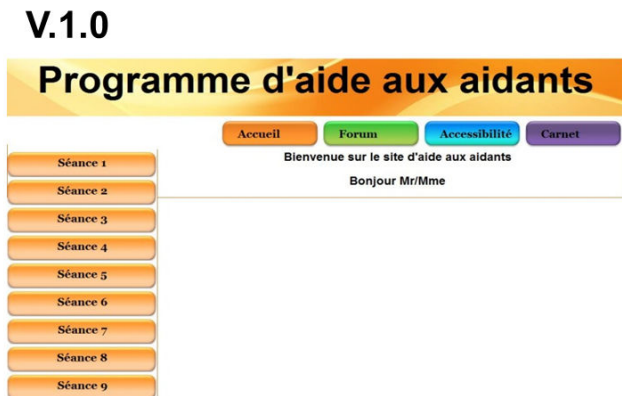 V.1.0
Programme d'aide aux aidants
Accueil Forum Accessibilité Carnet
Bienvenue sur le site d'aide aux aidants
Bonjour Mr/Mme
Séance 1
Séance 2
Séance 3
Séance 4
Séance 5
Séance 6
Séance 7
Séance 8
Séance 9